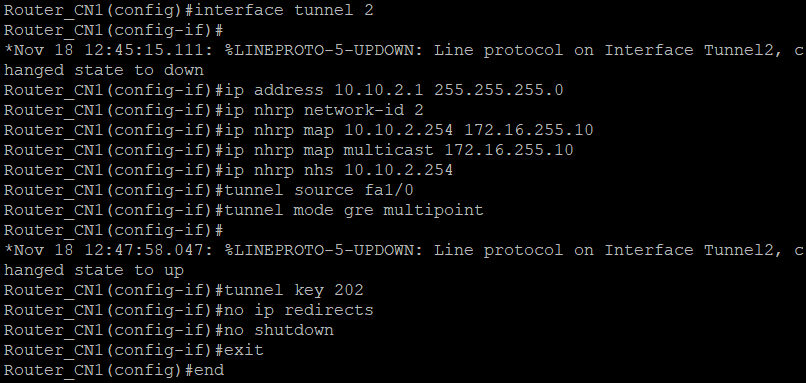 Router_CN1(config)#interface tunnel 2
Router_CN1(config-if)#
*Nov 18 12:45:15.111: %LINEPROTO-5-UPDOWN: Line protocol on Interface Tunnel2, c
hanged state to down
Router_CN1(config-if)#ip address 10.10.2.1 255.255.255.0
Router_CN1(config-if)#ip nhrp network-id 2
Router_CN1(config-if)#ip nhrp map 10.10.2.254 172.16.255.10
Router_CN1(config-if)#ip nhrp map multicast 172.16.255.10
Router_CN1(config-if)#ip nhrp nhs 10.10.2.254
Router_CN1(config-if)#tunnel source fa1/0
Router_CN1(config-if)#tunnel mode gre multipoint
Router_CN1(config-if)#
*Nov 18 12:47:58.047: %LINEPROTO-5-UPDOWN: Line protocol on Interface Tunnel2, c
hanged state to up
Router_CN1(config-if)#tunnel key 202
Router_CN1(config-if)#no ip redirects
Router_CN1(config-if)#no shutdown
Router_CN1(config-if)#exit
Router_CN1(config)#end